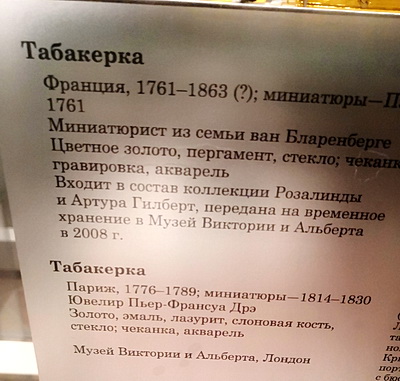 Табакерка
Франция, 1761–1863 (?); миниатюры—П
1761
Миниатюрист из семьи ван Бларенберге
Цветное золото, пергамент, стекло; чеканк
гравировка, акварель
Входит в состав коллекции Розалинды
и Артура Гилберт, передана на временное
хранение в Музей Виктории и Альберта
в 2008 г.
Табакерка
Париж, 1776–1789; миниатюры—1814–1830
Ювелир Пьер-Франсуа Дрэ
Золото, эмаль, лазурит, слоновая кость,
стекло; чеканка, акварель
Музей Виктории и Альберта, Лондон